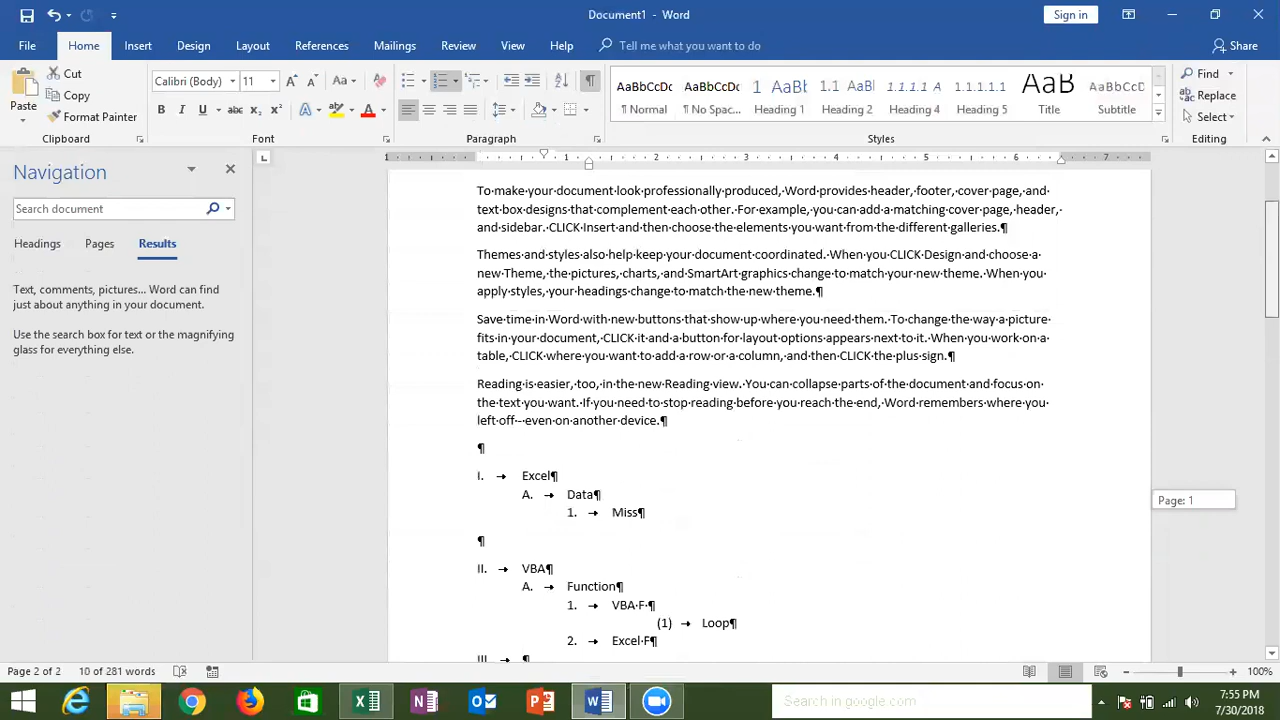 Document1 - Word
Sign in
File Home Insert Design Layout References Mailings Review View Help Tell me what you want to do Share
Paste
Cut
Copy
Format Painter
Clipboard
Calibri (Body) 11
Font
Paragraph
AaBbCcDc ¶ Normal
AaBbCcDc ¶ No Spac...
1 AaBb Heading 1
1.1 AaBb Heading 2
1.1.1.1 A Heading 4
1.1.1.1.1 Heading 5
AaB Title
AaBbCcD Subtitle
Styles
Find
Replace
Select
Editing
Navigation
Search document
Headings Pages Results
Text, comments, pictures... Word can find
just about anything in your document.
Use the search box for text or the magnifying
glass for everything else.
1 1 2 3 4 5 6 7
To·make·your·document·look·professionally·produced,·Word·provides·header,·footer,·cover·page,·and·
text·box·designs·that·complement·each·other.·For·example,·you·can·add·a·matching·cover·page,·header,·
and·sidebar.·CLICK·Insert·and·then·choose·the·elements·you·want·from·the·different·galleries.¶
Themes·and·styles·also·help·keep·your·document·coordinated.·When·you·CLICK·Design·and·choose·a·
new·Theme,·the·pictures,·charts,·and·SmartArt·graphics·change·to·match·your·new·theme.·When·you·
apply·styles,·your·headings·change·to·match·the·new·theme.¶
Save·time·in·Word·with·new·buttons·that·show·up·where·you·need·them.·To·change·the·way·a·picture·
fits·in·your·document,·CLICK·it·and·a·button·for·layout·options·appears·next·to·it.·When·you·work·on·a·
table,·CLICK·where·you·want·to·add·a·row·or·a·column,·and·then·CLICK·the·plus·sign.¶
Reading·is·easier,·too,·in·the·new·Reading·view.·You·can·collapse·parts·of·the·document·and·focus·on·
the·text·you·want.·If·you·need·to·stop·reading·before·you·reach·the·end,·Word·remembers·where·you·
left·off·-·even·on·another·device.¶
¶
I. → Excel¶
A. → Data¶
1. → Miss¶
¶
II. → VBA¶
A. → Function¶
1. → VBA·F·¶
(1) → Loop¶
2. → Excel·F¶
III. → ¶
Page: 1
Page 2 of 2 10 of 281 words
100%
Search in google.com
7:55 PM
7/30/2018